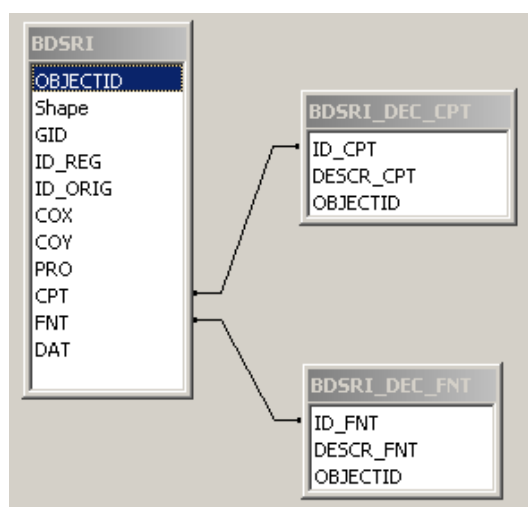 BDSRI
OBJECTID
Shape
GID
ID_REG
ID_ORIG
COX
COY
PRO
CPT
FNT
DAT
BDSRI_DEC_CPT
ID_CPT
DESCR_CPT
OBJECTID
BDSRI_DEC_FNT
ID_FNT
DESCR_FNT
OBJECTID